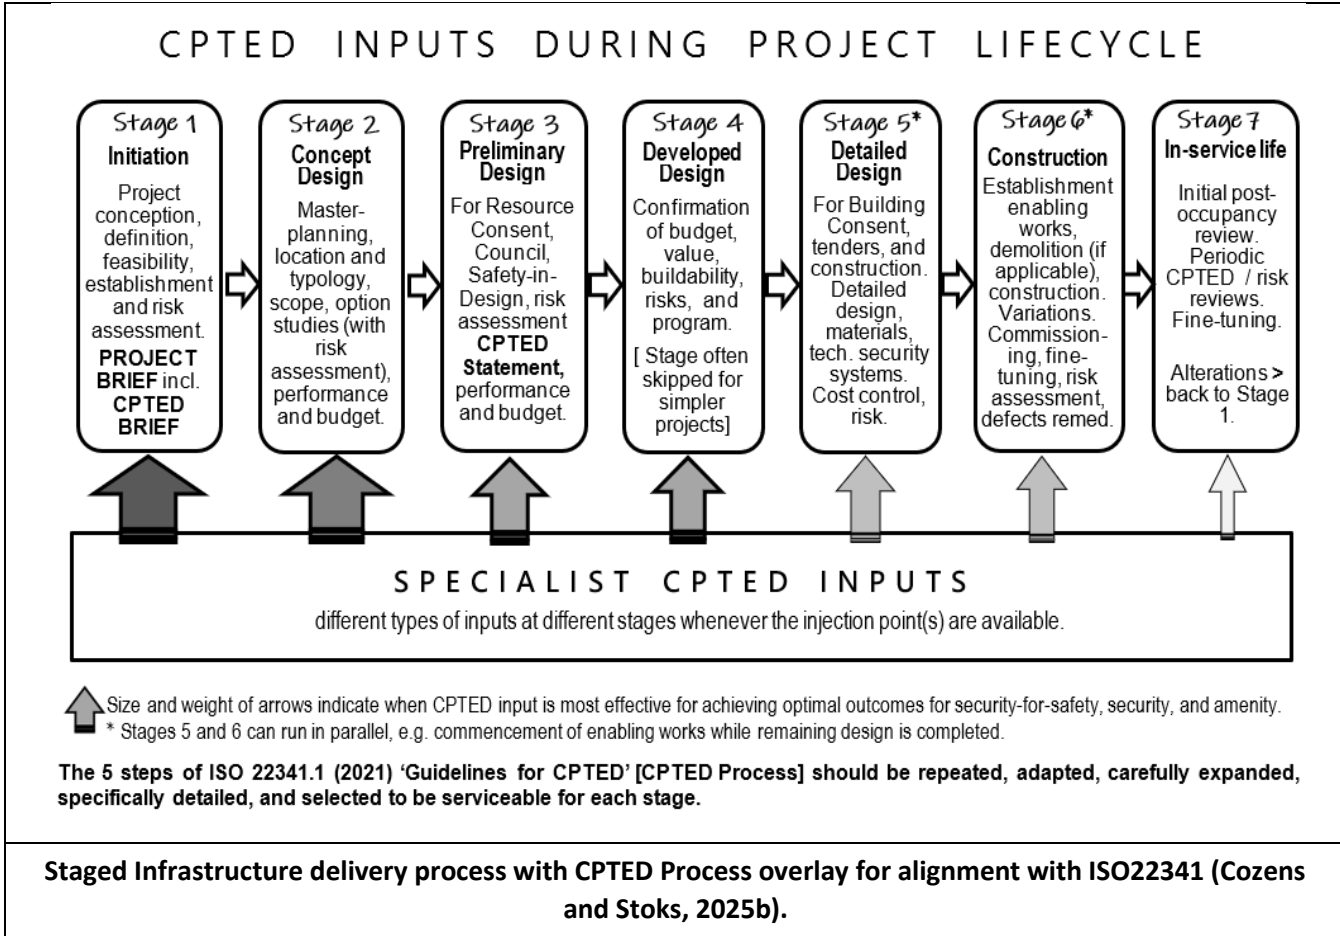 CPTED INPUTS DURING PROJECT LIFECYCLE
Stage 1
Initiation
Project
conception,
definition,
feasibility,
establishment
and risk
assessment.
PROJECT
BRIEF incl.
CPTED
BRIEF
Stage 2
Concept
Design
Master-
planning,
location and
typology,
scope, option
studies (with
risk
assessment),
performance
and budget.
Stage 3
Preliminary
Design
For Resource
Consent,
Council,
Safety-in-
Design, risk
assessment
CPTED
Statement,
performance
and budget.
Stage 4
Developed
Design
Confirmation
of budget,
value,
buildability,
risks, and
program.
[ Stage often
skipped for
simpler
projects]
Stage 5*
Detailed
Design
For Building
Consent,
tenders, and
construction.
Detailed
design,
materials,
tech. security
systems.
Cost control,
risk.
Stage 6*
Construction
Establishment
enabling
works,
demolition (if
applicable),
construction.
Variations.
Commission-
ing, fine-
tuning, risk
assessment,
defects remed.
Stage 7
In-service life
Initial post-
occupancy
review.
Periodic
CPTED / risk
reviews.
Fine-tuning.
Alterations >
back to Stage
1.
SPECIALIST CPTED INPUTS
different types of inputs at different stages whenever the injection point(s) are available.
Size and weight of arrows indicate when CPTED input is most effective for achieving optimal outcomes for security-for-safety, security, and amenity.
* Stages 5 and 6 can run in parallel, e.g. commencement of enabling works while remaining design is completed.
The 5 steps of ISO 22341.1 (2021) ‘Guidelines for CPTED’ [CPTED Process] should be repeated, adapted, carefully expanded,
specifically detailed, and selected to be serviceable for each stage.
Staged Infrastructure delivery process with CPTED Process overlay for alignment with ISO22341 (Cozens
and Stoks, 2025b).